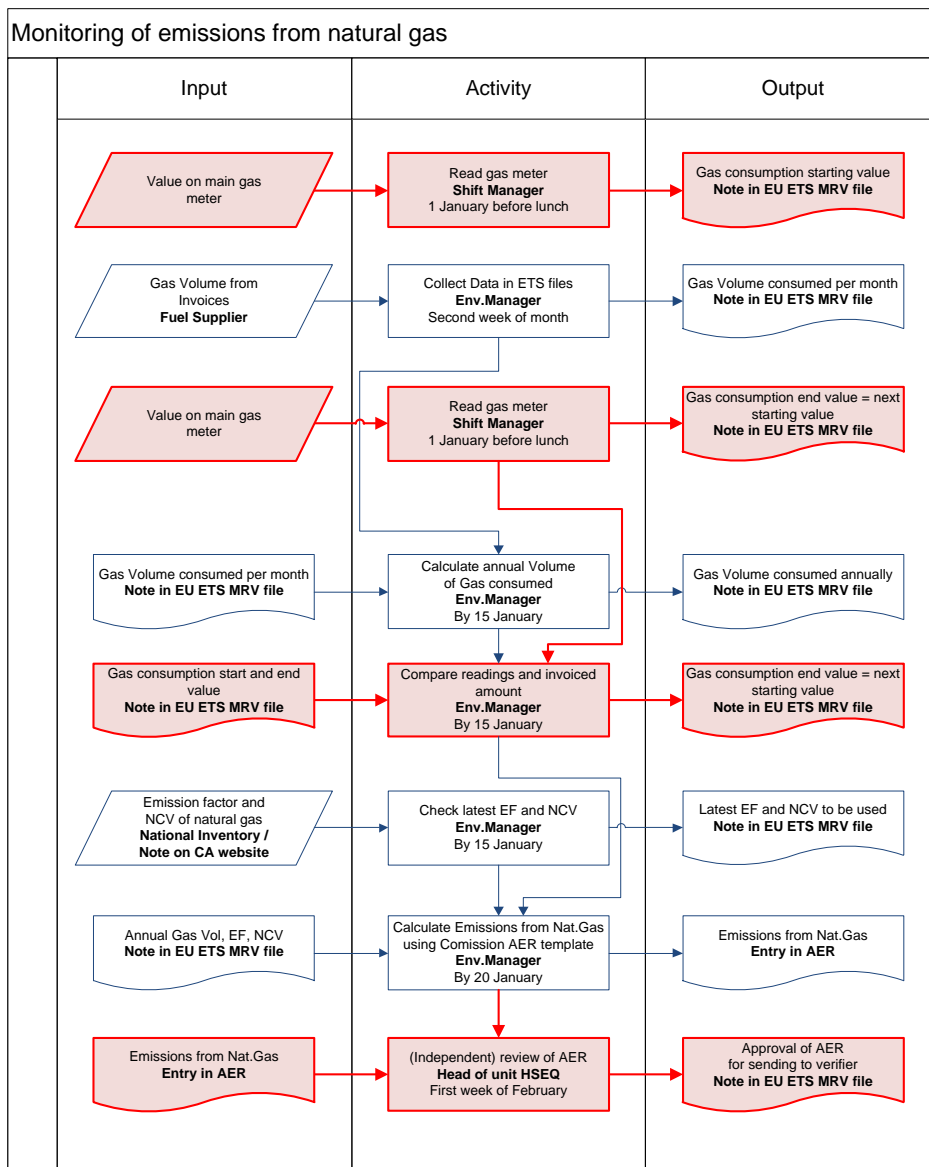 Monitoring of emissions from natural gas
Input
Activity
Output
Value on main gas
meter
Read gas meter
Shift Manager
1 January before lunch
Gas consumption starting value
Note in EU ETS MRV file
Gas Volume from
Invoices
Fuel Supplier
Collect Data in ETS files
Env.Manager
Second week of month
Gas Volume consumed per month
Note in EU ETS MRV file
Value on main gas
meter
Read gas meter
Shift Manager
1 January before lunch
Gas consumption end value = next
starting value
Note in EU ETS MRV file
Gas Volume consumed per month
Note in EU ETS MRV file
Calculate annual Volume
of Gas consumed
Env.Manager
By 15 January
Gas Volume consumed annually
Note in EU ETS MRV file
Gas consumption start and end
value
Note in EU ETS MRV file
Compare readings and invoiced
amount
Env.Manager
By 15 January
Gas consumption end value = next
starting value
Note in EU ETS MRV file
Emission factor and
NCV of natural gas
National Inventory /
Note on CA website
Check latest EF and NCV
Env.Manager
By 15 January
Latest EF and NCV to be used
Note in EU ETS MRV file
Annual Gas Vol, EF, NCV
Note in EU ETS MRV file
Calculate Emissions from Nat.Gas
using Comission AER template
Env.Manager
By 20 January
Emissions from Nat.Gas
Entry in AER
Emissions from Nat.Gas
Entry in AER
(Independent) review of AER
Head of unit HSEQ
First week of February
Approval of AER
for sending to verifier
Note in EU ETS MRV file